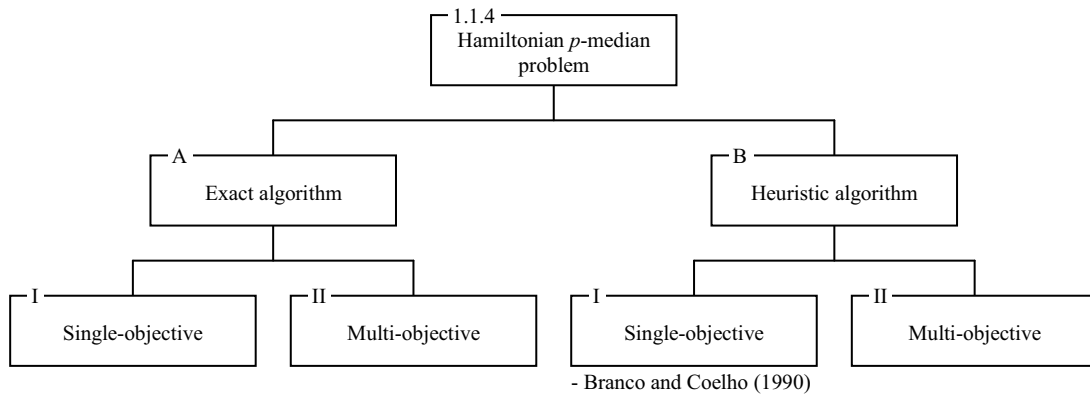 1.1.4
Hamiltonian p-median
problem
A
Exact algorithm
B
Heuristic algorithm
I
Single-objective
II
Multi-objective
I
Single-objective
II
Multi-objective
- Branco and Coelho (1990)